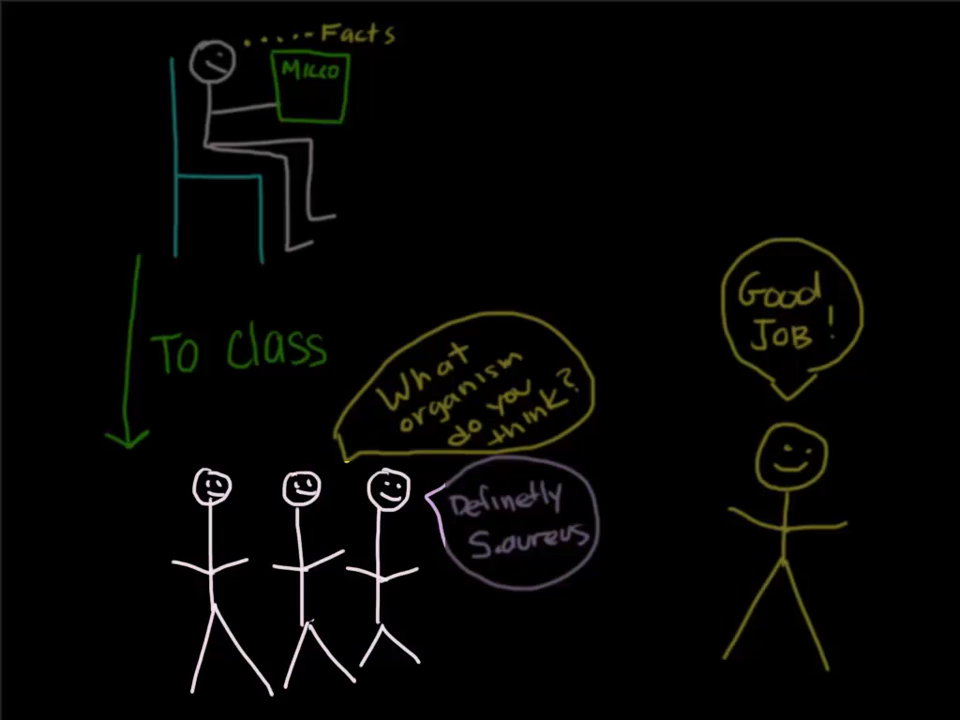 Facts
Micro
To class
What
organism
do you
think?
Definetly
S.aureus
Good
JOB!